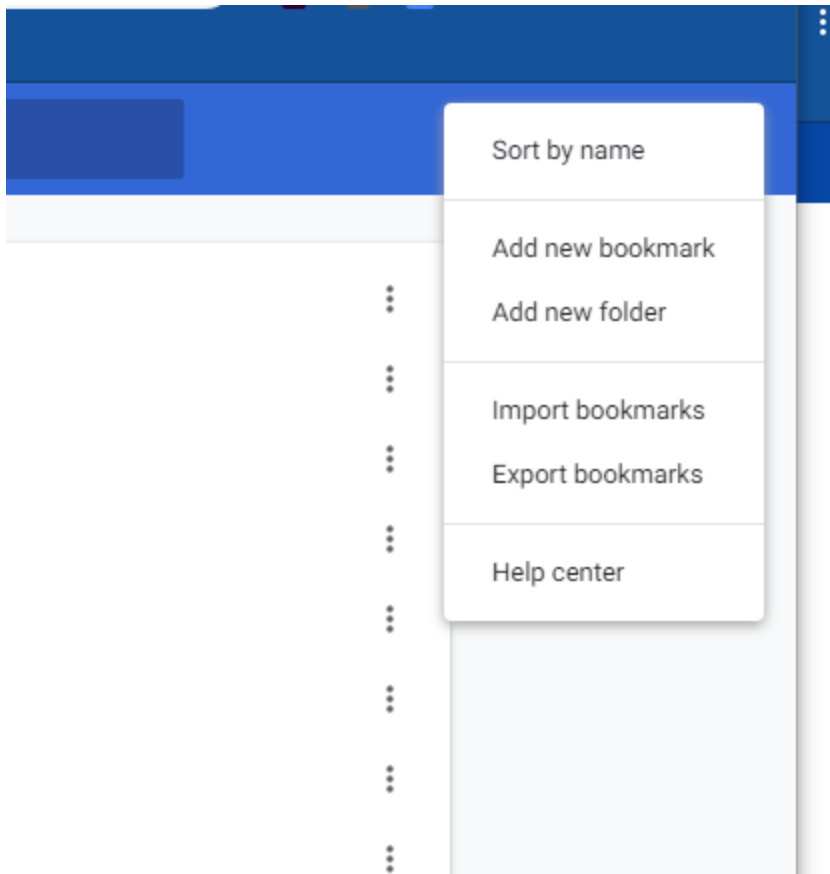 Sort by name
Add new bookmark
Add new folder
Import bookmarks
Export bookmarks
Help center